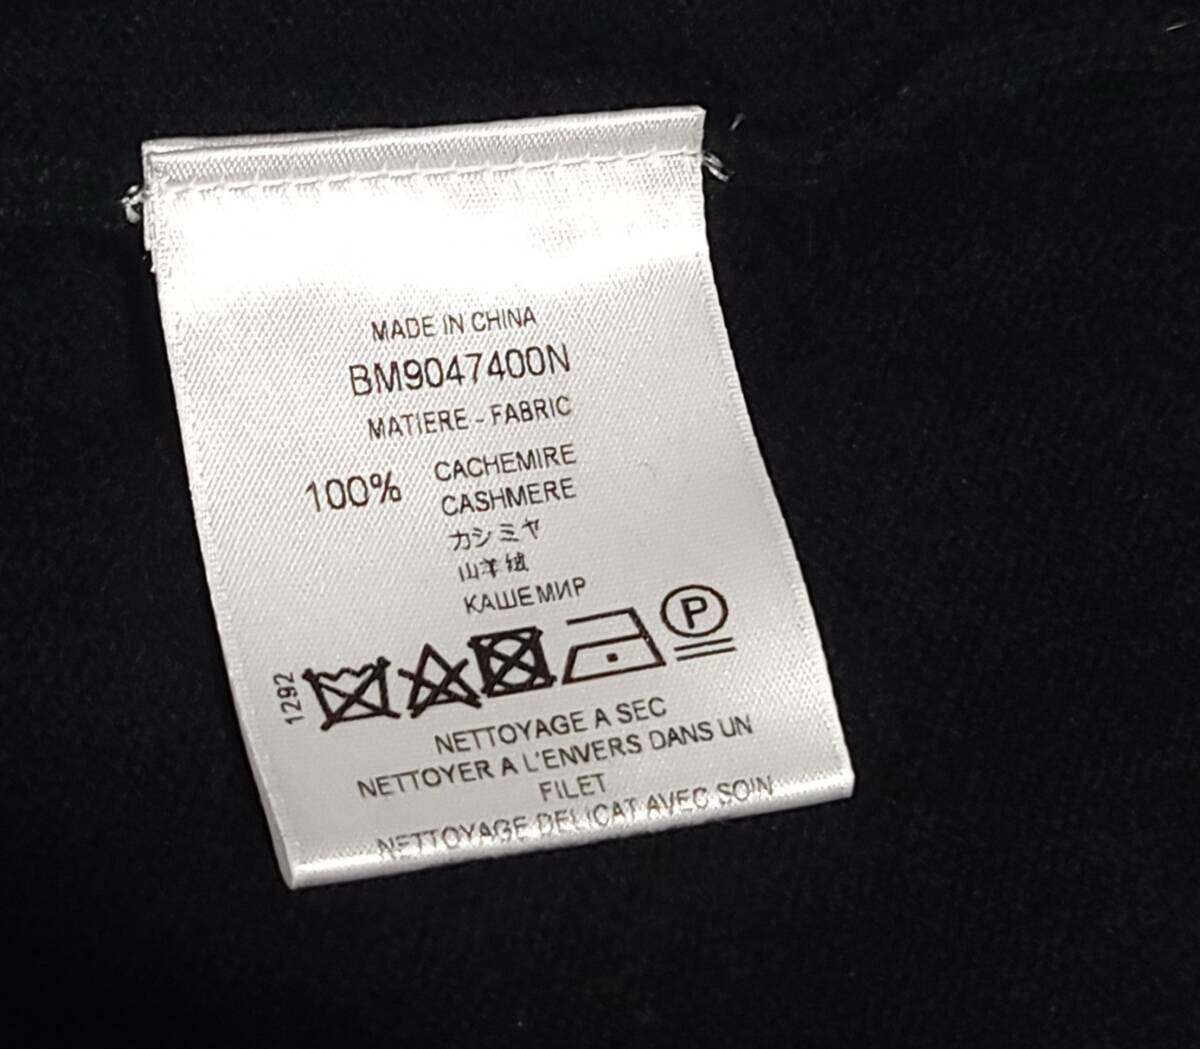 MADE IN CHINA
BM9047400N
MATIERE - FABRIC
100% CACHEMIRE
CASHMERE
カシミヤ
山羊绒
КАШЕМИР
1292
P
NETTOYAGE A SEC
NETTOYER A L'ENVERS DANS UN
FILET
NETTOYAGE DELICAT AVEC SOIN